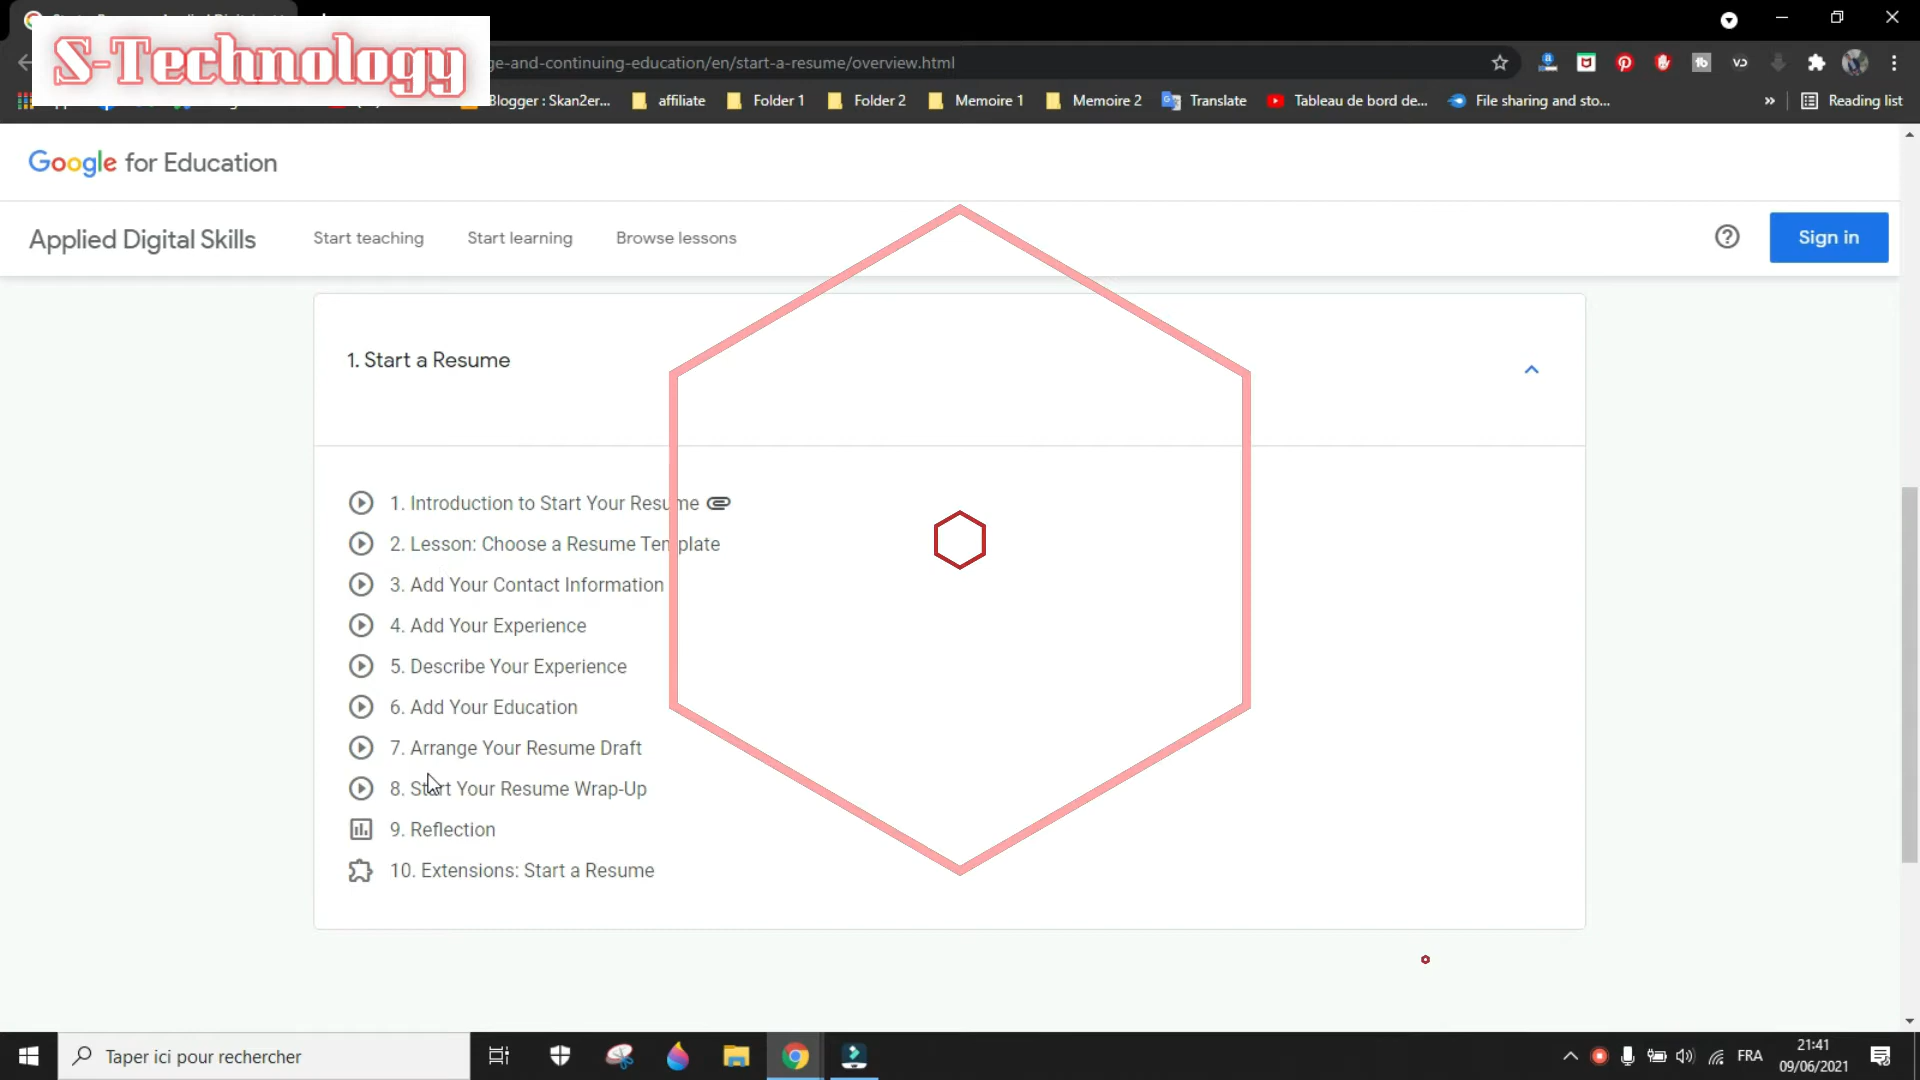 S-Technology
ge-and-continuing-education/en/start-a-resume/overview.html
Blogger : Skan2er...
affiliate
Folder 1
Folder 2
Memoire 1
Memoire 2
Translate
Tableau de bord de...
File sharing and sto...
»
Reading list
Google for Education
Applied Digital Skills
Start teaching
Start learning
Browse lessons
Sign in
1. Start a Resume
1. Introduction to Start Your Resume
2. Lesson: Choose a Resume Template
3. Add Your Contact Information
4. Add Your Experience
5. Describe Your Experience
6. Add Your Education
7. Arrange Your Resume Draft
8. Start Your Resume Wrap-Up
9. Reflection
10. Extensions: Start a Resume
Taper ici pour rechercher
FRA
21:41
09/06/2021